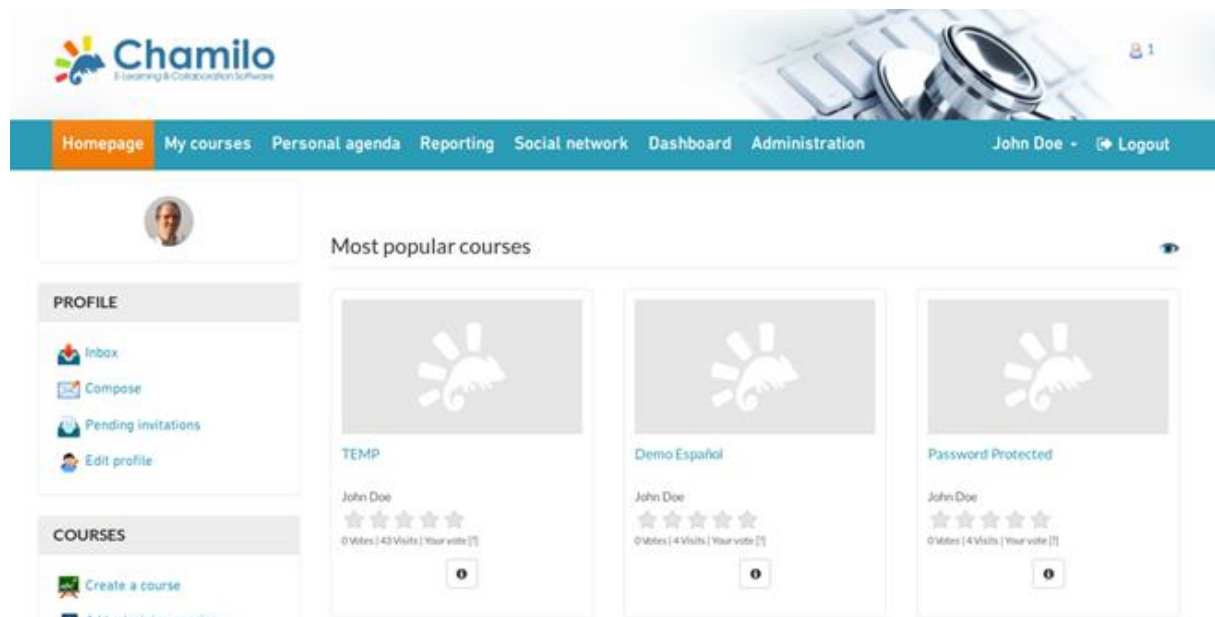 Chamilo
E-Learning & Collaboration Software
1
Homepage My courses Personal agenda Reporting Social network Dashboard Administration John Doe Logout
Most popular courses
PROFILE
Inbox
Compose
Pending invitations
Edit profile
TEMP
Demo Español
Password Protected
John Doe
John Doe
John Doe
0 Votes | 43 Visits | Your vote [?]
0 Votes | 4 Visits | Your vote [?]
0 Votes | 4 Visits | Your vote [?]
COURSES
Create a course